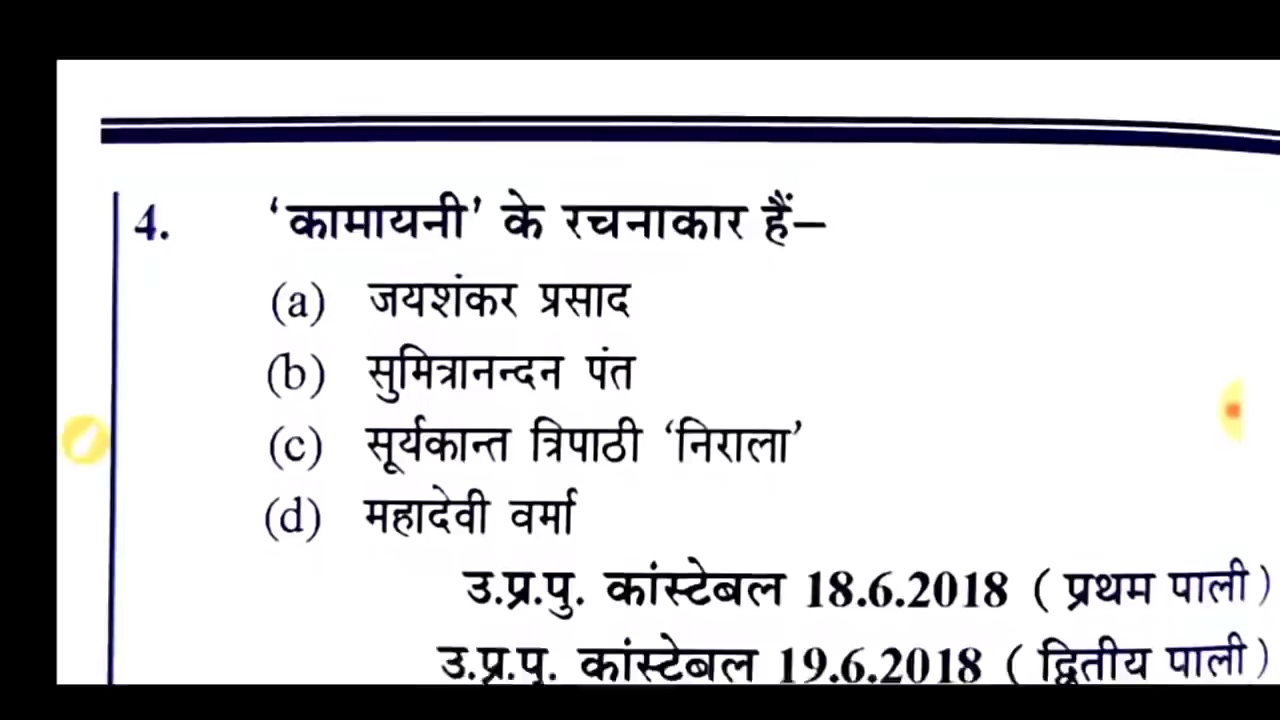 4. ‘कामायनी’ के रचनाकार हैं–
(a) जयशंकर प्रसाद
(b) सुमित्रानन्दन पंत
(c) सूर्यकान्त त्रिपाठी ‘निराला’
(d) महादेवी वर्मा
उ.प्र.पु. कांस्टेबल 18.6.2018 ( प्रथम पाली )
उ.प्र.पु. कांस्टेबल 19.6.2018 ( द्वितीय पाली )